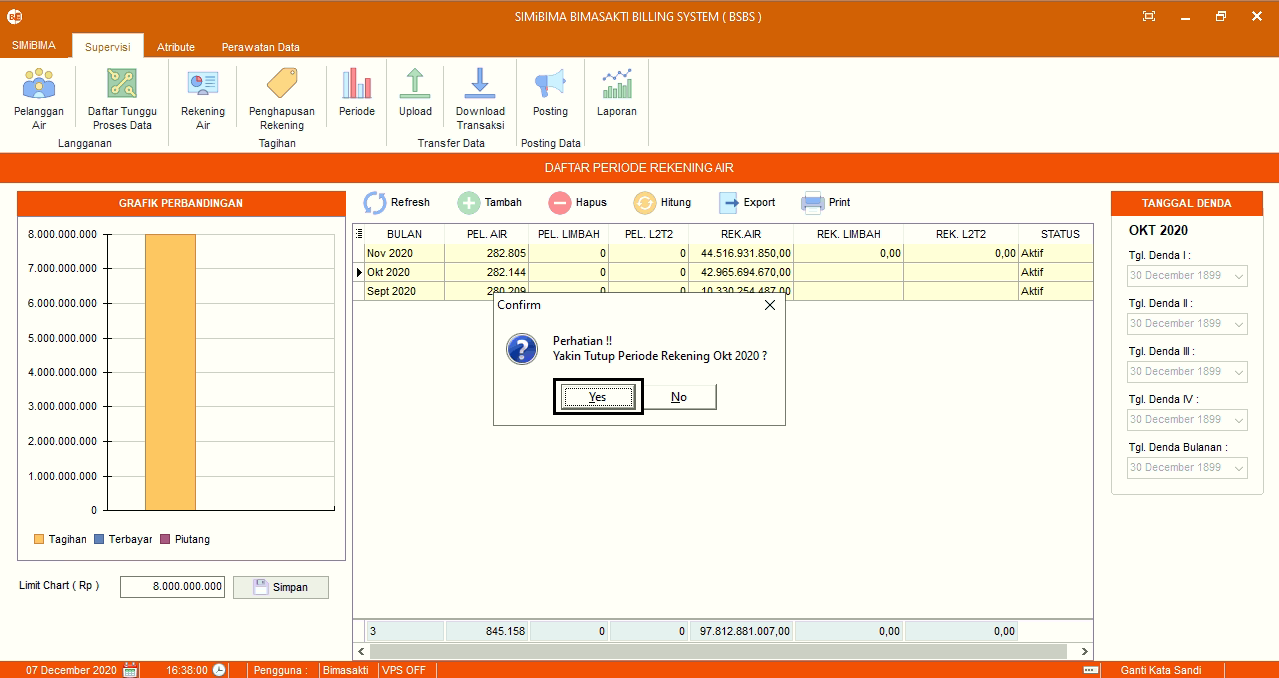 SIMiBIMA BIMASAKTI BILLING SYSTEM ( BSBS )
SIMiBIMA Supervisi Atribute Perawatan Data
Pelanggan Air
Daftar Tunggu Proses Data
Rekening Air
Penghapusan Rekening
Periode
Upload
Download Transaksi
Posting
Laporan
Langganan Tagihan Transfer Data Posting Data
DAFTAR PERIODE REKENING AIR
GRAFIK PERBANDINGAN
8.000.000.000
7.000.000.000
6.000.000.000
5.000.000.000
4.000.000.000
3.000.000.000
2.000.000.000
1.000.000.000
0
Tagihan Terbayar Piutang
Limit Chart ( Rp ) 8.000.000.000 Simpan
Refresh Tambah Hapus Hitung Export Print
BULAN PEL. AIR PEL. LIMBAH PEL. L2T2 REK.AIR REK. LIMBAH REK. L2T2 STATUS
Nov 2020 282.805 0 0 44.516.931.850,00 0,00 0,00 Aktif
Okt 2020 282.144 0 0 42.965.694.670,00 Aktif
Sept 2020 280.209 0 0 10.330.254.487,00 Aktif
Confirm
Perhatian !!
Yakin Tutup Periode Rekening Okt 2020 ?
Yes No
3 845.158 0 0 97.812.881.007,00 0,00 0,00
TANGGAL DENDA
OKT 2020
Tgl. Denda I :
30 December 1899
Tgl. Denda II :
30 December 1899
Tgl. Denda III :
30 December 1899
Tgl. Denda IV :
30 December 1899
Tgl. Denda Bulanan :
30 December 1899
07 December 2020 16:38:00 Pengguna : Bimasakti VPS OFF Ganti Kata Sandi